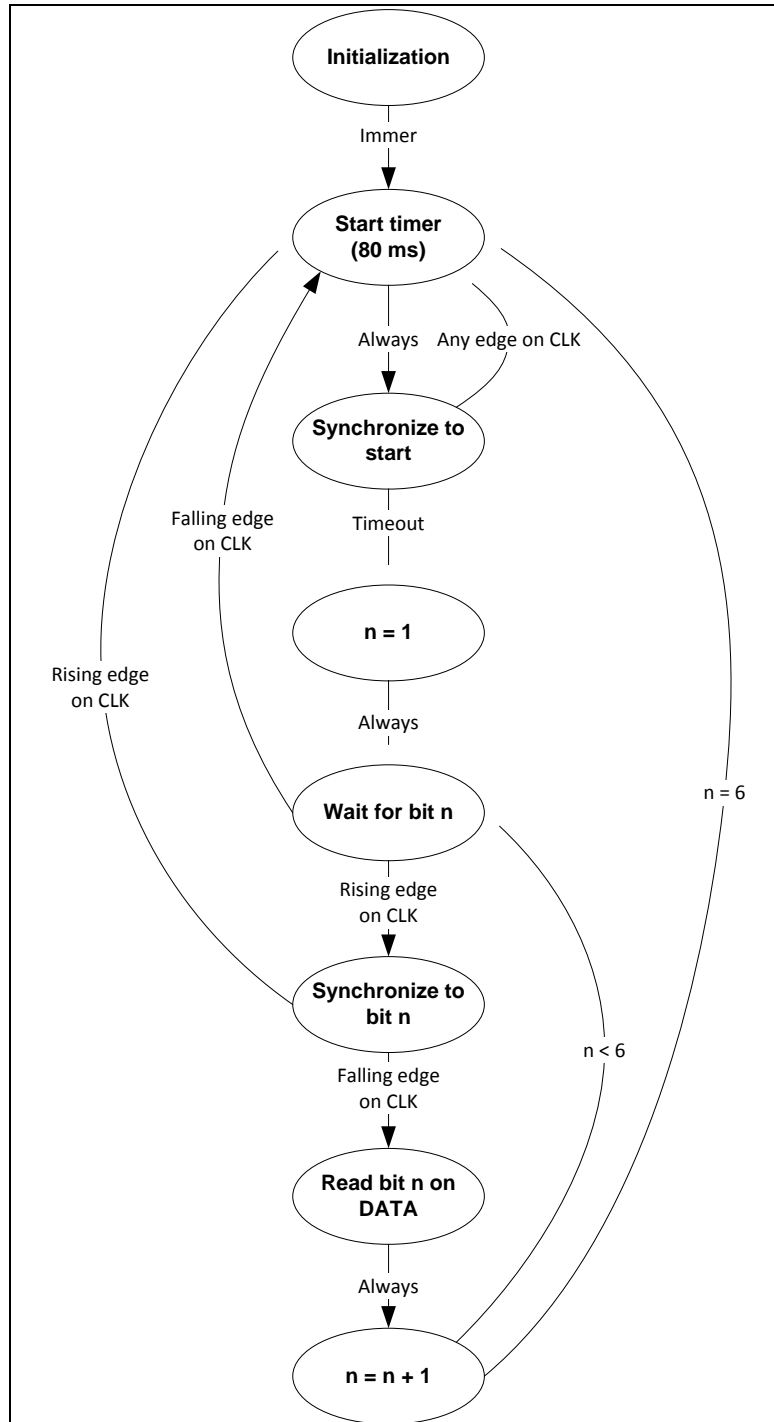 Initialization
Immer
Start timer
(80 ms)
Always
Any edge on CLK
Synchronize to
start
Falling edge
on CLK
Timeout
n = 1
Rising edge
on CLK
Always
n = 6
Wait for bit n
Rising edge
on CLK
Synchronize to
bit n
n < 6
Falling edge
on CLK
Read bit n on
DATA
Always
n = n + 1